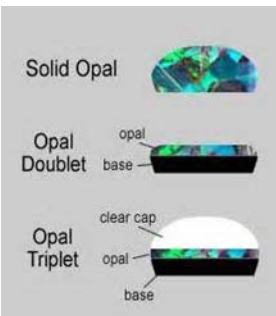 Solid Opal
Opal
Doublet
opal
base
Opal
Triplet
clear cap
opal
base